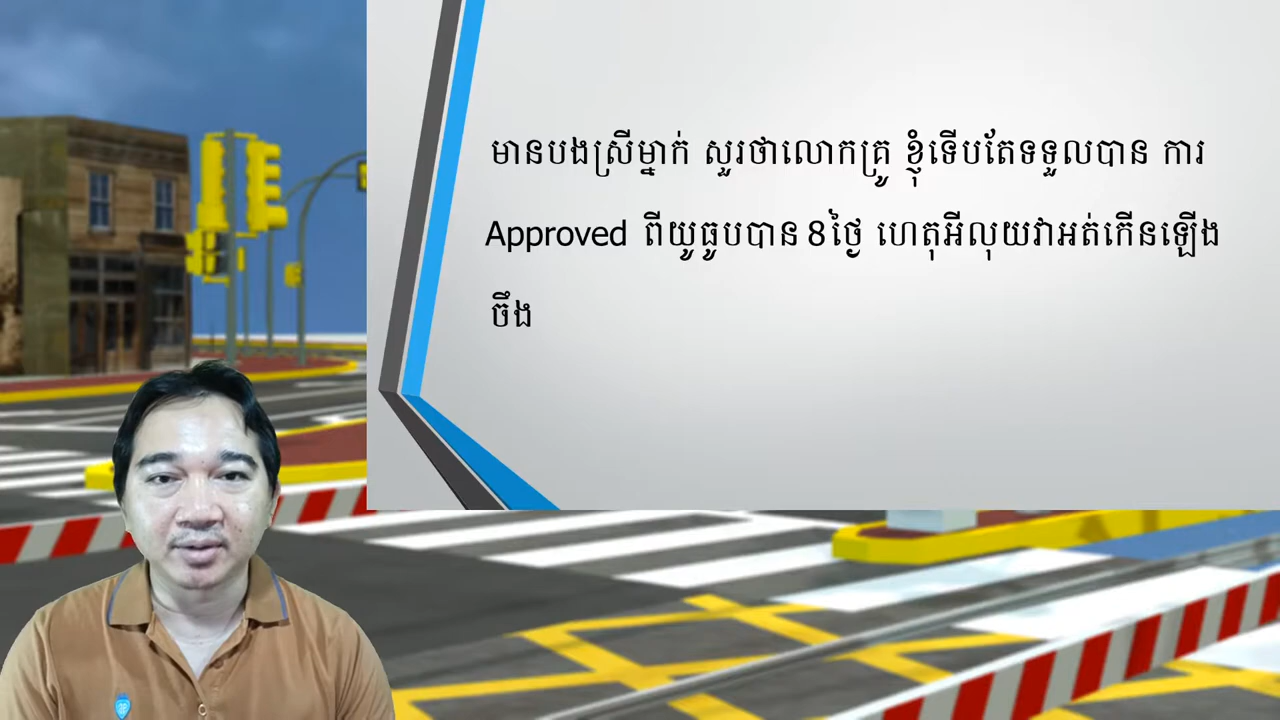 មានបងស្រីម្នាក់ សួរថាលោកគ្រូ ខ្ញុំទើបតែទទួលបាន ការ
Approved ពីយូធូបបាន 8ថ្ងៃ ហេតុអីលុយវាអត់កើនឡើង
ចឹង